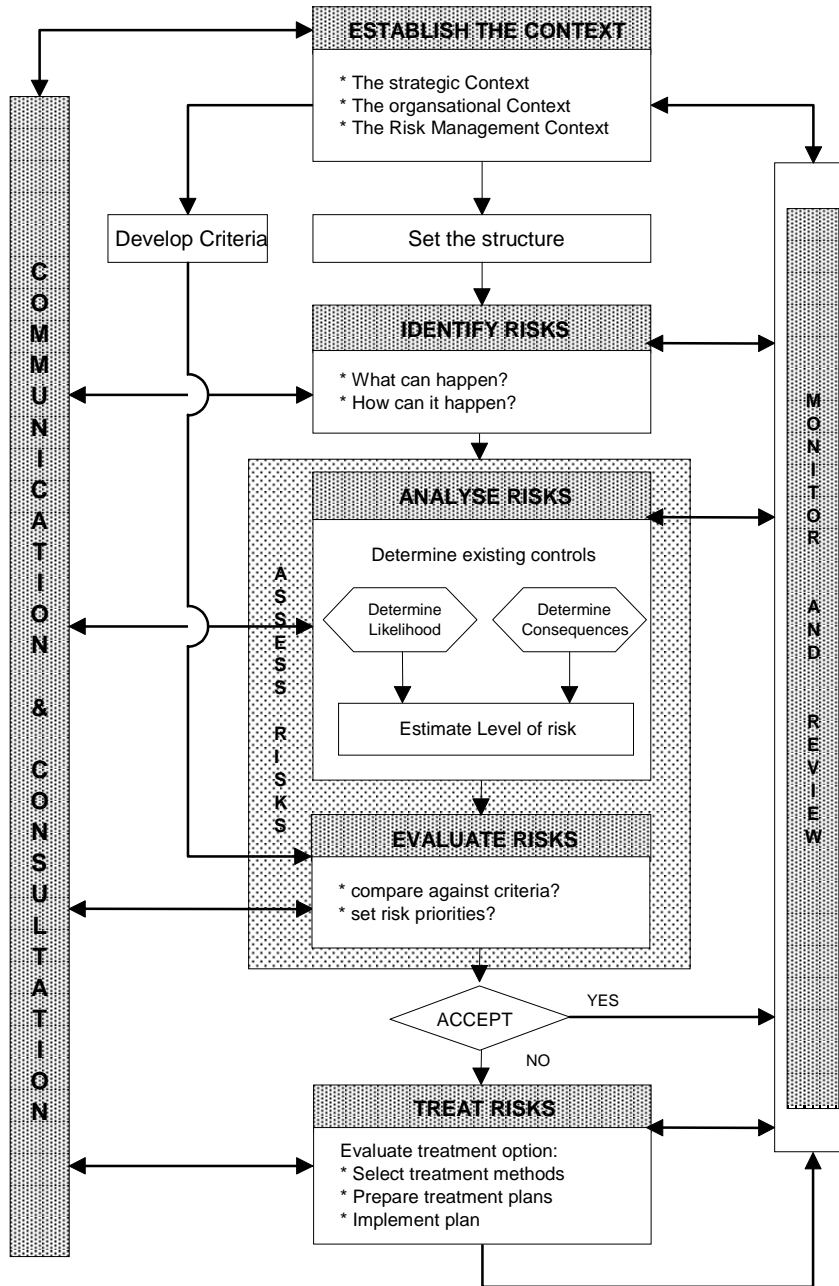 ESTABLISH THE CONTEXT
* The strategic Context
* The organsational Context
* The Risk Management Context
Develop Criteria
Set the structure
IDENTIFY RISKS
* What can happen?
* How can it happen?
ANALYSE RISKS
Determine existing controls
Determine
Likelihood
Determine
Consequences
Estimate Level of risk
ASSESS RISKS
EVALUATE RISKS
* compare against criteria?
* set risk priorities?
ACCEPT
YES
NO
TREAT RISKS
Evaluate treatment option:
* Select treatment methods
* Prepare treatment plans
* Implement plan
COMMUNICATION & CONSULTATION
MONITOR AND REVIEW